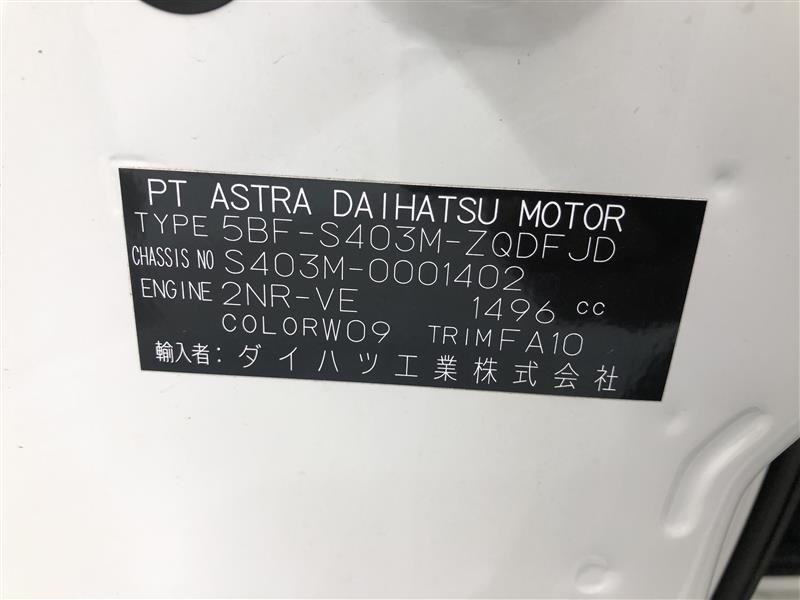 PT ASTRA DAIHATSU MOTOR
TYPE 5BF-S403M-ZQDFJD
CHASSIS NO S403M-0001402
ENGINE 2NR-VE 1496 cc
COLORW09 TRIMFA10
輸入者：ダイハツ工業株式会社